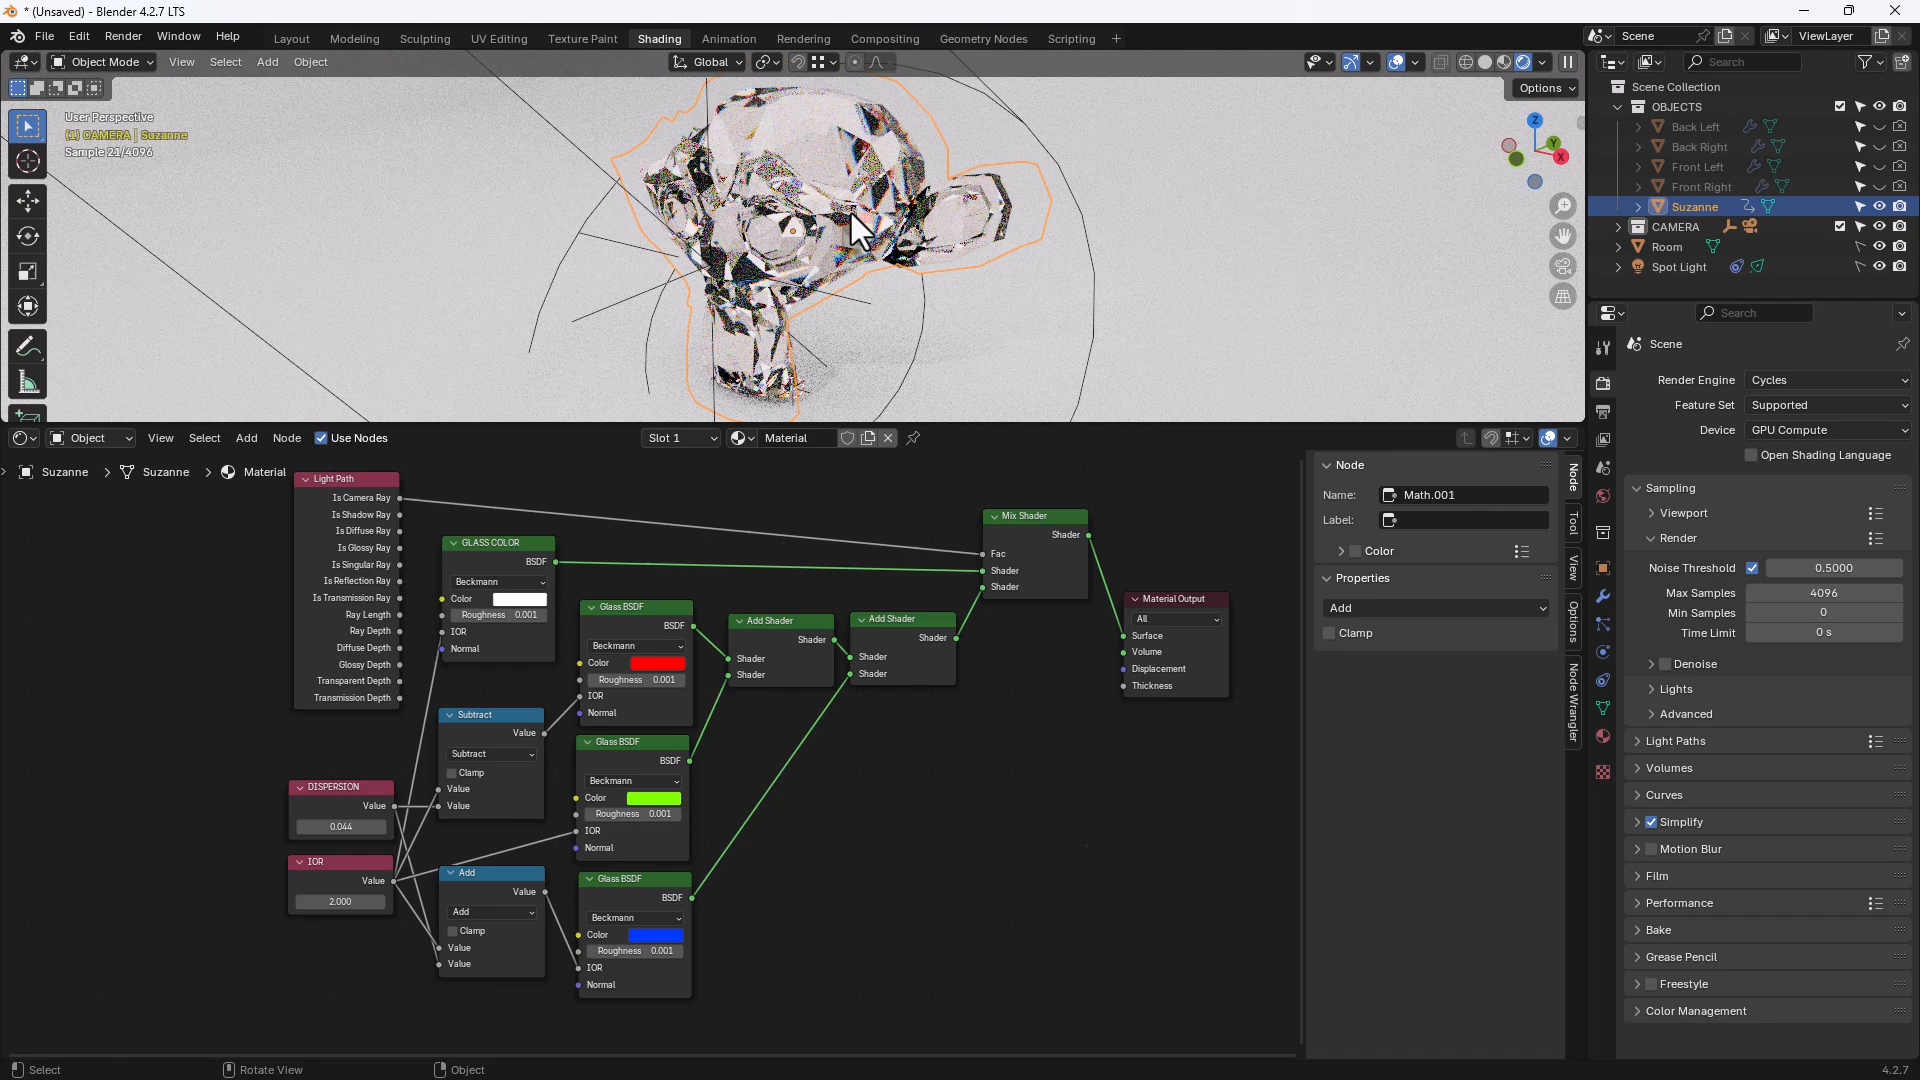 * (Unsaved) - Blender 4.2.7 LTS
File Edit Render Window Help
Layout Modeling Sculpting UV Editing Texture Paint Shading Animation Rendering Compositing Geometry Nodes Scripting +
Scene
ViewLayer
Object Mode View Select Add Object
Global
Options
User Perspective
(1) CAMERA | Suzanne
Sample 21/4096
Z
Y
X
Search
Scene Collection
OBJECTS
Back Left
Back Right
Front Left
Front Right
Suzanne
CAMERA
Room
Spot Light
Object View Select Add Node Use Nodes
Slot 1
Material
Suzanne > Suzanne > Material
Light Path
Is Camera Ray
Is Shadow Ray
Is Diffuse Ray
Is Glossy Ray
Is Singular Ray
Is Reflection Ray
Is Transmission Ray
Ray Length
Ray Depth
Diffuse Depth
Glossy Depth
Transparent Depth
Transmission Depth
GLASS COLOR
BSDF
Beckmann
Color
Roughness 0.001
IOR
Normal
Subtract
Value
Subtract
Clamp
Value
Value
DISPERSION
Value
0.044
IOR
Value
2.000
Add
Value
Add
Clamp
Value
Value
Glass BSDF
BSDF
Beckmann
Color
Roughness 0.001
IOR
Normal
Glass BSDF
BSDF
Beckmann
Color
Roughness 0.001
IOR
Normal
Glass BSDF
BSDF
Beckmann
Color
Roughness 0.001
IOR
Normal
Add Shader
Shader
Shader
Shader
Add Shader
Shader
Shader
Shader
Mix Shader
Shader
Fac
Shader
Shader
Material Output
All
Surface
Volume
Displacement
Thickness
Node
Name: Math.001
Label:
Color
Properties
Add
Clamp
Node
Tool
View
Options
Node Wrangler
Search
Scene
Render Engine Cycles
Feature Set Supported
Device GPU Compute
Open Shading Language
Sampling
Viewport
Render
Noise Threshold 0.5000
Max Samples 4096
Min Samples 0
Time Limit 0 s
Denoise
Lights
Advanced
Light Paths
Volumes
Curves
Simplify
Motion Blur
Film
Performance
Bake
Grease Pencil
Freestyle
Color Management
Select
Rotate View
Object
4.2.7